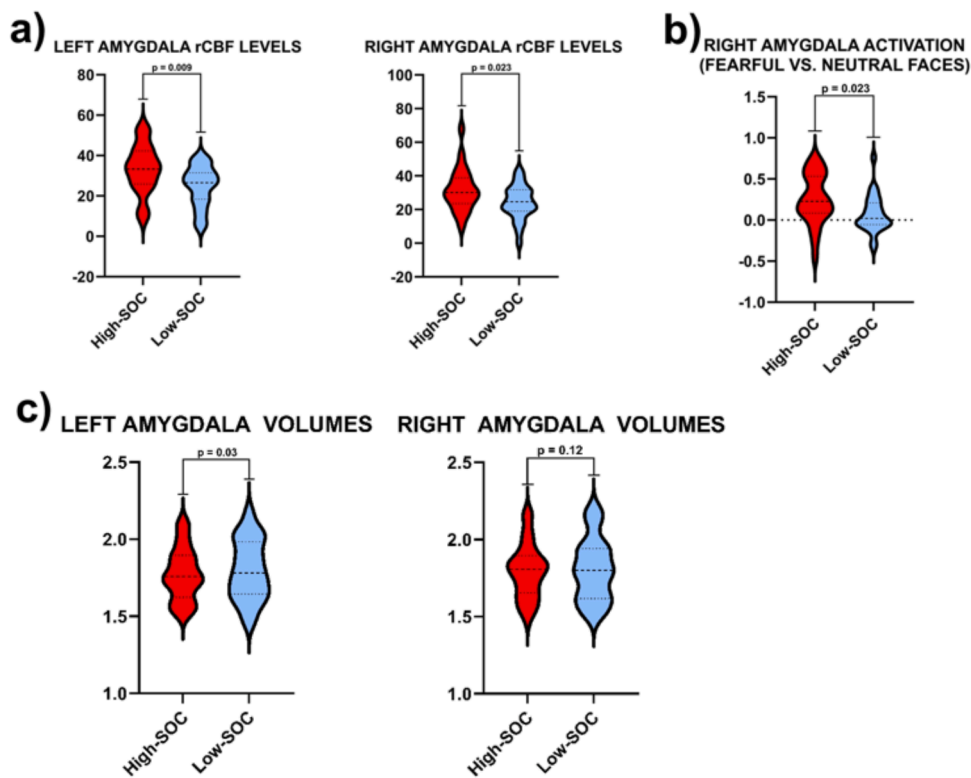 a)
LEFT AMYGDALA rCBF LEVELS
p = 0.009
80
60
40
20
0
-20
High-SOC
Low-SOC
RIGHT AMYGDALA rCBF LEVELS
p = 0.023
100
80
60
40
20
0
-20
High-SOC
Low-SOC
b)
RIGHT AMYGDALA ACTIVATION
(FEARFUL VS. NEUTRAL FACES)
p = 0.023
1.5
1.0
0.5
0.0
-0.5
-1.0
High-SOC
Low-SOC
c)
LEFT AMYGDALA VOLUMES
p = 0.03
2.5
2.0
1.5
1.0
High-SOC
Low-SOC
RIGHT AMYGDALA VOLUMES
p = 0.12
2.5
2.0
1.5
1.0
High-SOC
Low-SOC